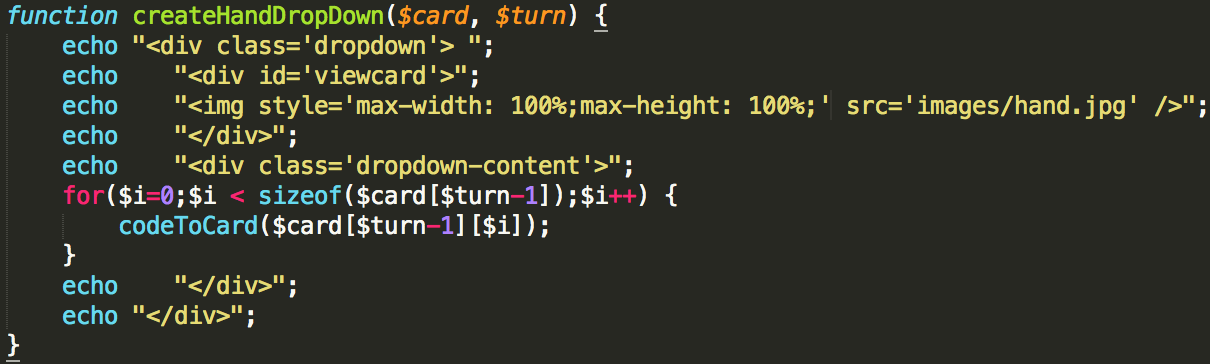 function createHandDropDown($card, $turn) {
    echo "<div class='dropdown'> ";
    echo    "<div id='viewcard'>";
    echo    "<img style='max-width: 100%;max-height: 100%;' src='images/hand.jpg' />";
    echo    "</div>";
    echo    "<div class='dropdown-content'>";
    for($i=0;$i < sizeof($card[$turn-1]);$i++) {
        codeToCard($card[$turn-1][$i]);
    }
    echo    "</div>";
    echo "</div>";
}